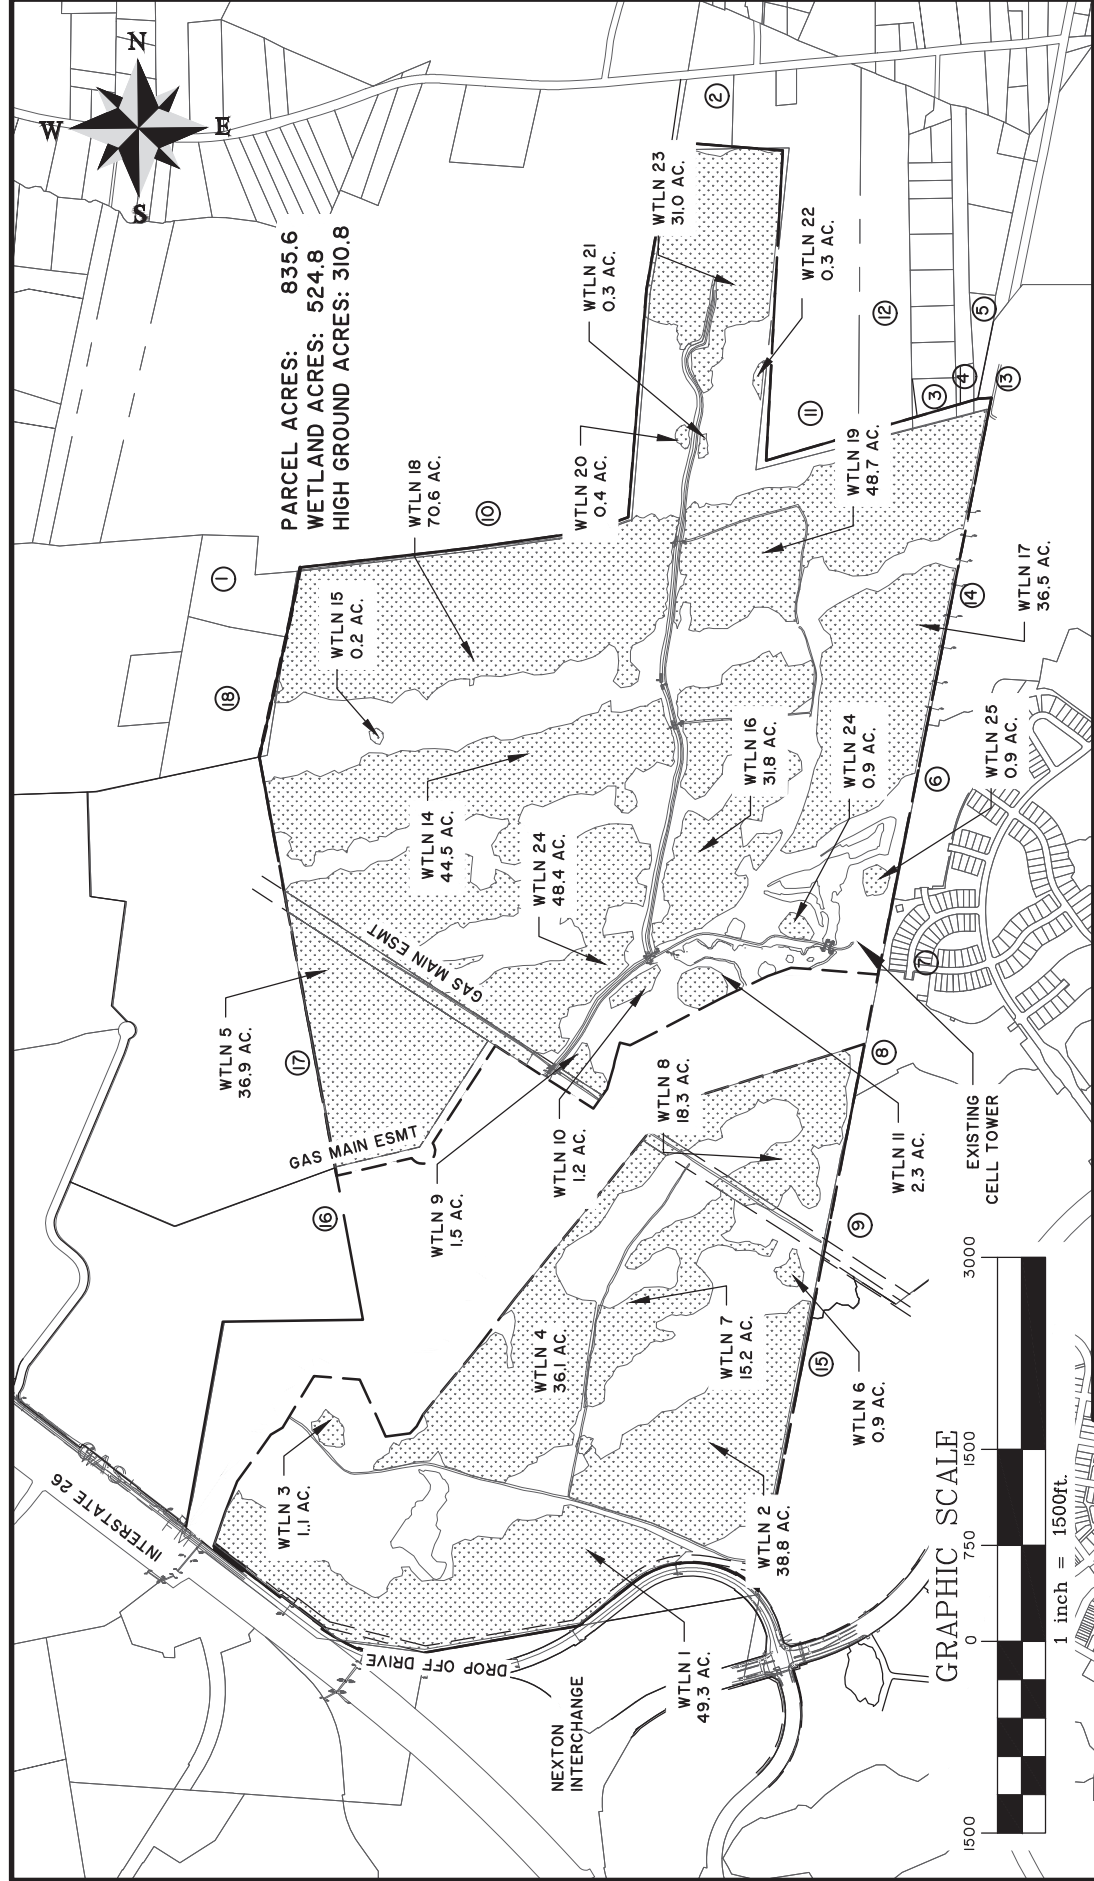 N
W
E
S
PARCEL ACRES: 835.6
WETLAND ACRES: 524.8
HIGH GROUND ACRES: 310.8
INTERSTATE 26
DROP OFF DRIVE
NEXTON
INTERCHANGE
WTLN 1
49.3 AC.
WTLN 2
38.8 AC.
WTLN 3
1.1 AC.
WTLN 4
36.1 AC.
WTLN 5
36.9 AC.
WTLN 6
0.9 AC.
WTLN 7
15.2 AC.
WTLN 8
18.3 AC.
WTLN 9
1.5 AC.
WTLN 10
1.2 AC.
WTLN 11
2.3 AC.
WTLN 24
48.4 AC.
WTLN 14
44.5 AC.
WTLN 15
0.2 AC.
WTLN 16
31.8 AC.
WTLN 17
36.5 AC.
WTLN 18
70.6 AC.
WTLN 19
48.7 AC.
WTLN 20
0.4 AC.
WTLN 21
0.3 AC.
WTLN 22
0.3 AC.
WTLN 23
31.0 AC.
WTLN 24
0.9 AC.
WTLN 25
0.9 AC.
GAS MAIN ESMT
GAS MAIN ESMT
EXISTING
CELL TOWER
1
2
3
4
5
6
7
8
9
10
11
12
13
14
15
16
17
18
GRAPHIC SCALE
1500
0
750
1500
3000
1 inch = 1500ft.